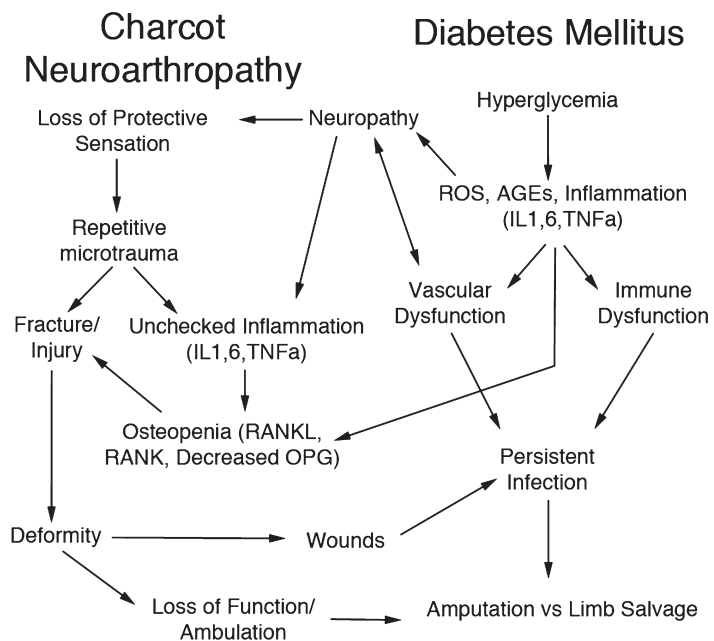 Charcot
Neuroarthropathy
Diabetes Mellitus
Hyperglycemia
Loss of Protective
Sensation
Neuropathy
ROS, AGEs, Inflammation
(IL1,6,TNFa)
Repetitive
microtrauma
Vascular
Dysfunction
Immune
Dysfunction
Fracture/
Injury
Unchecked Inflammation
(IL1,6,TNFa)
Osteopenia (RANKL,
RANK, Decreased OPG)
Persistent
Infection
Deformity
Wounds
Loss of Function/
Ambulation
Amputation vs Limb Salvage